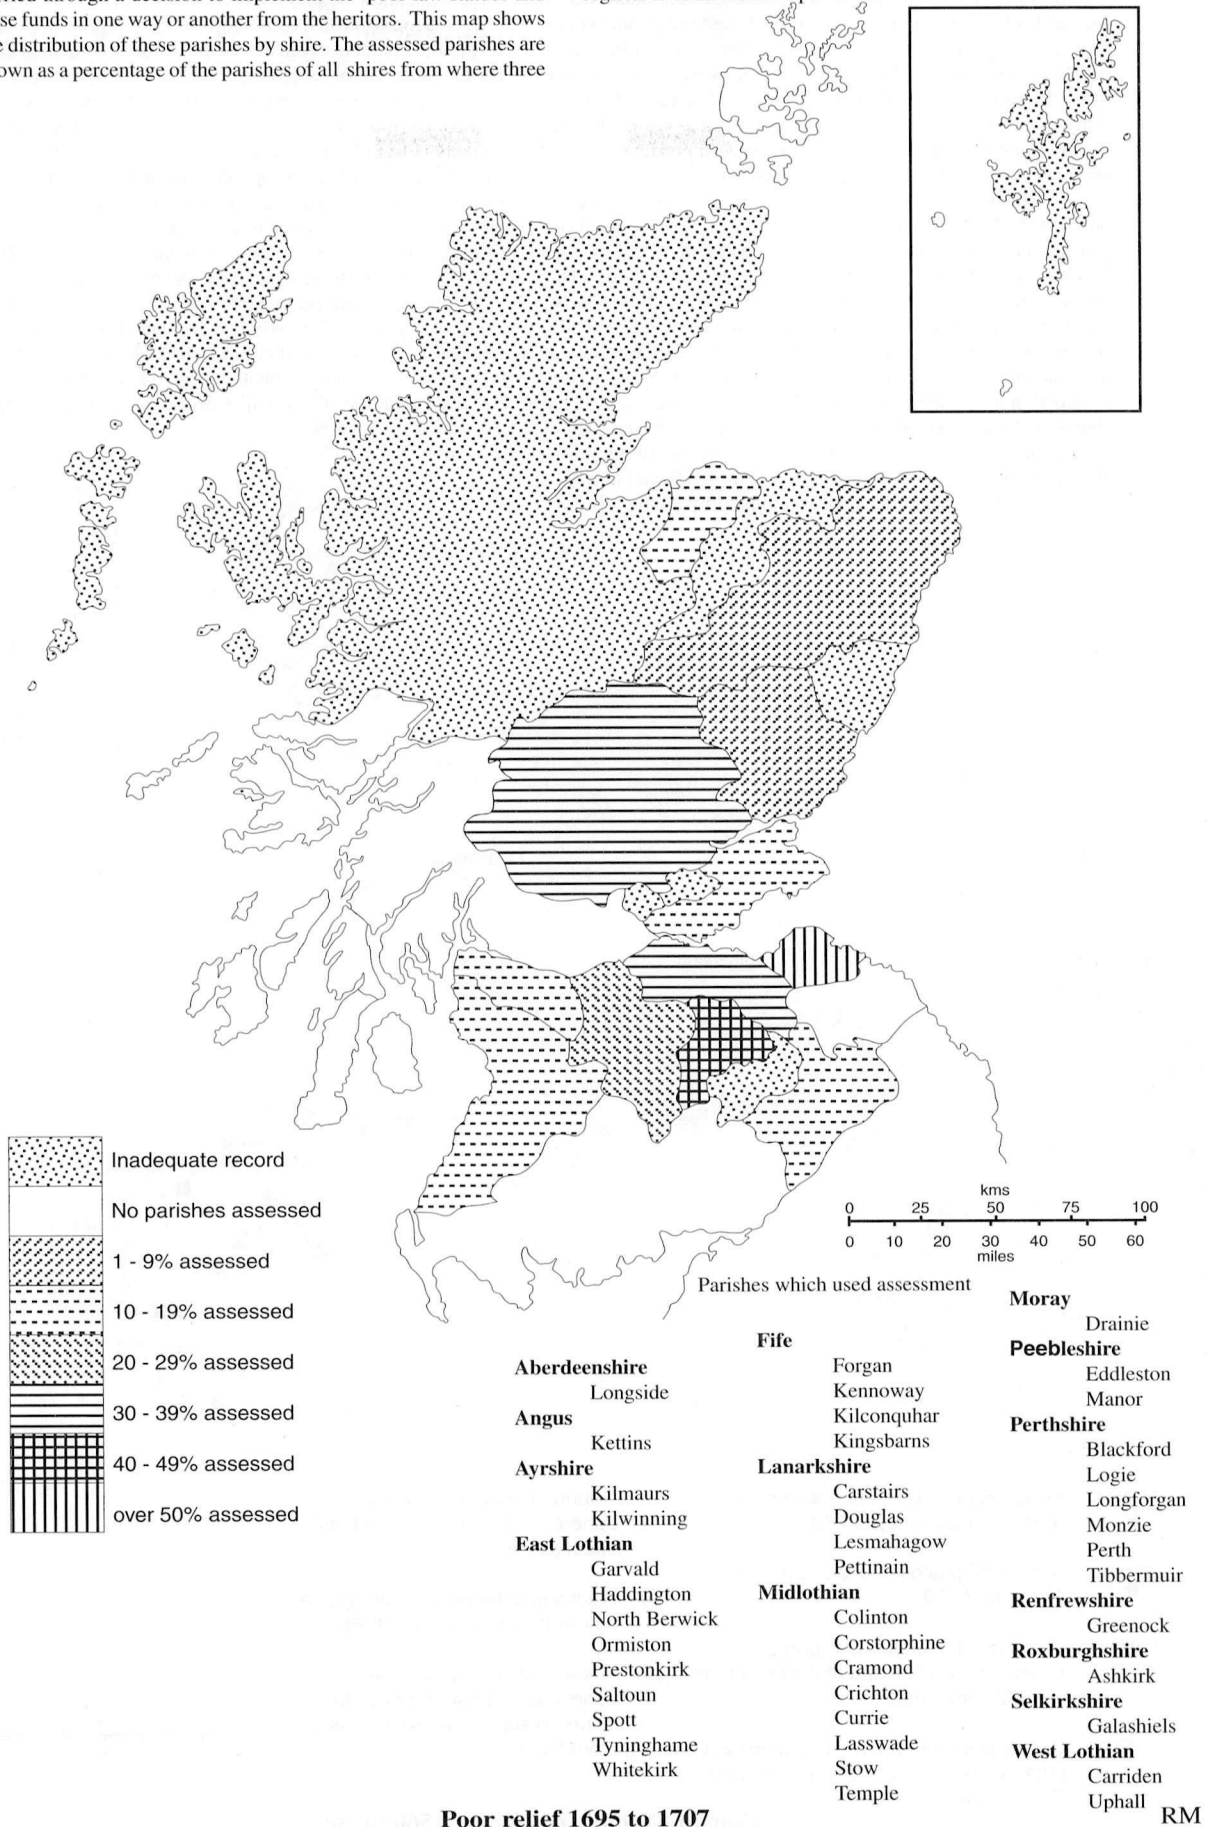 through a decision to implement the
se funds in one way or another from the heritors. This map shows
distribution of these parishes by shire. The assessed parishes are
own as a percentage of the parishes of all shires from where three
Inadequate record
No parishes assessed
1 - 9% assessed
10 - 19% assessed
20 - 29% assessed
30 - 39% assessed
40 - 49% assessed
over 50% assessed
kms
0 25 50 75 100
0 10 20 30 40 50 60
miles
Parishes which used assessment
Aberdeenshire
Longside
Angus
Kettins
Ayrshire
Kilmaurs
Kilwinning
East Lothian
Garvald
Haddington
North Berwick
Ormiston
Prestonkirk
Saltoun
Spott
Tyninghame
Whitekirk
Fife
Forgan
Kennoway
Kilconquhar
Kingsbarns
Lanarkshire
Carstairs
Douglas
Lesmahagow
Pettinain
Midlothian
Colinton
Corstorphine
Cramond
Crichton
Currie
Lasswade
Stow
Temple
Moray
Drainie
Peebleshire
Eddleston
Manor
Perthshire
Blackford
Logie
Longforgan
Monzie
Perth
Tibbermuir
Renfrewshire
Greenock
Roxburghshire
Ashkirk
Selkirkshire
Galashiels
West Lothian
Carriden
Uphall
Poor relief 1695 to 1707
RM